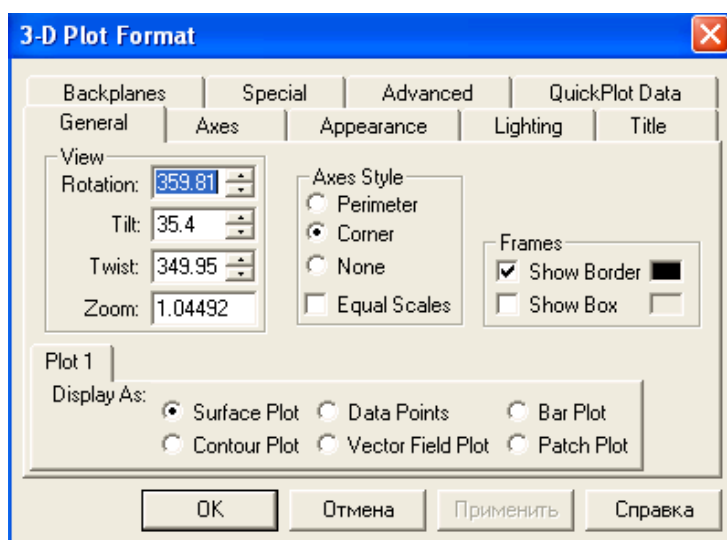 3-D Plot Format
Backplanes Special Advanced QuickPlot Data
General Axes Appearance Lighting Title
View
Rotation: 359.81
Tilt: 35.4
Twist: 349.95
Zoom: 1.04492
Axes Style
Perimeter
Corner
None
Equal Scales
Frames
Show Border
Show Box
Plot 1
Display As:
Surface Plot Data Points Bar Plot
Contour Plot Vector Field Plot Patch Plot
OK Отмена Применить Справка